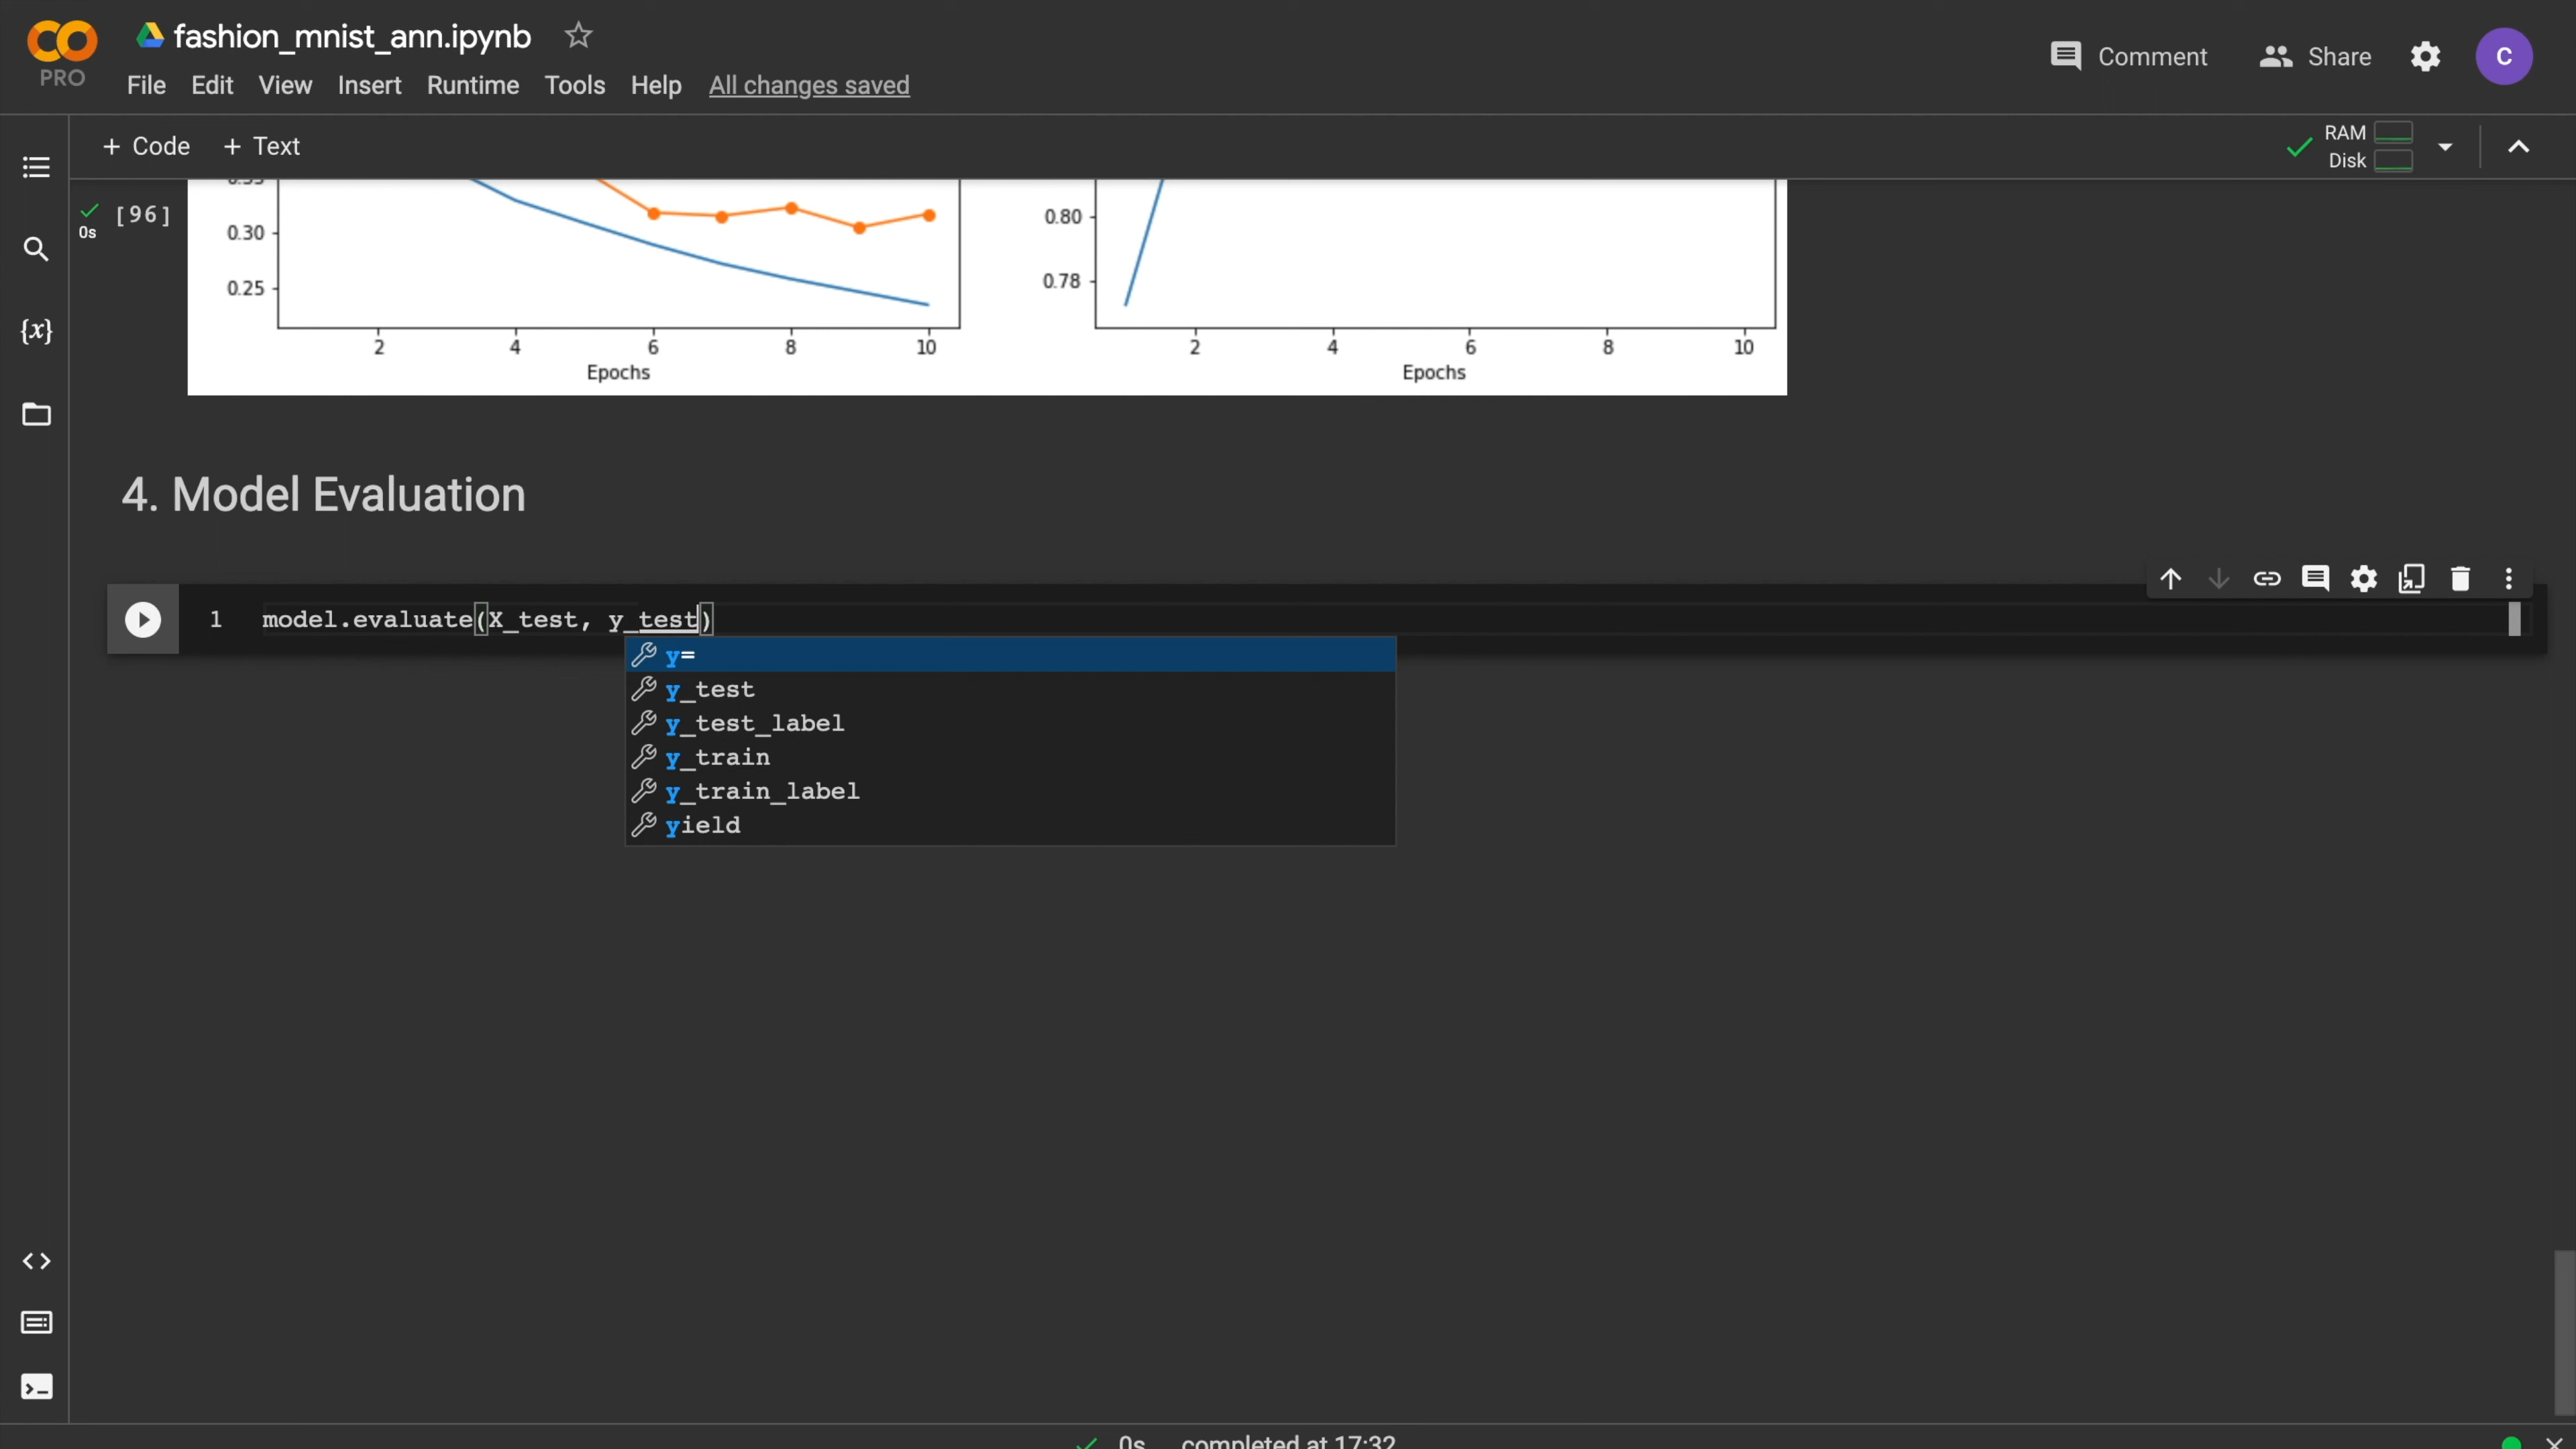 fashion_mnist_ann.ipynb
PRO
File Edit View Insert Runtime Tools Help All changes saved
Comment Share C
+ Code + Text
RAM
Disk
[96]
0s
0.35
0.30
0.25
2 4 6 8 10
Epochs
0.80
0.78
2 4 6 8 10
Epochs
{x}
4. Model Evaluation
1 model.evaluate(X_test, y_test)
y=
y_test
y_test_label
y_train
y_train_label
yield
0s completed at 17:32